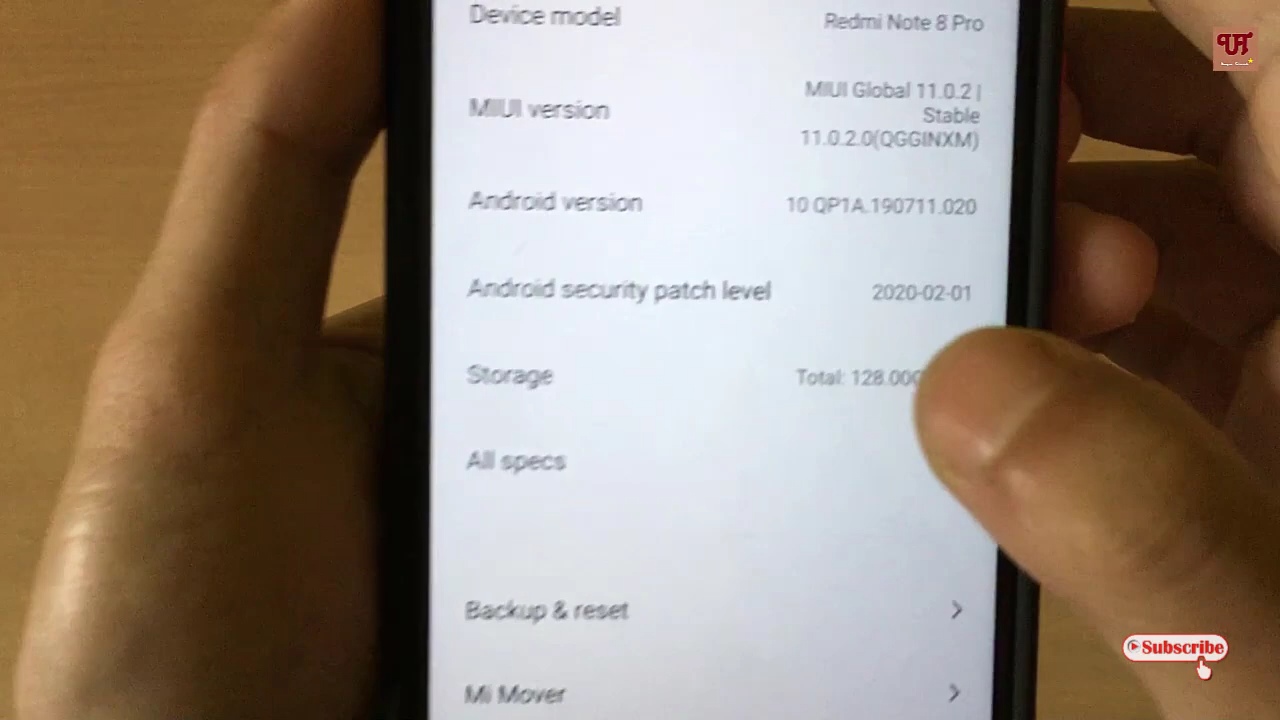 Device model
Redmi Note 8 Pro
MIUI version
MIUI Global 11.0.2 |
Stable
11.0.2.0(QGGINXM)
Android version
10 QP1A.190711.020
Android security patch level
2020-02-01
Storage
Total: 128.00
All specs
Backup & reset
Mi Mover
Subscribe